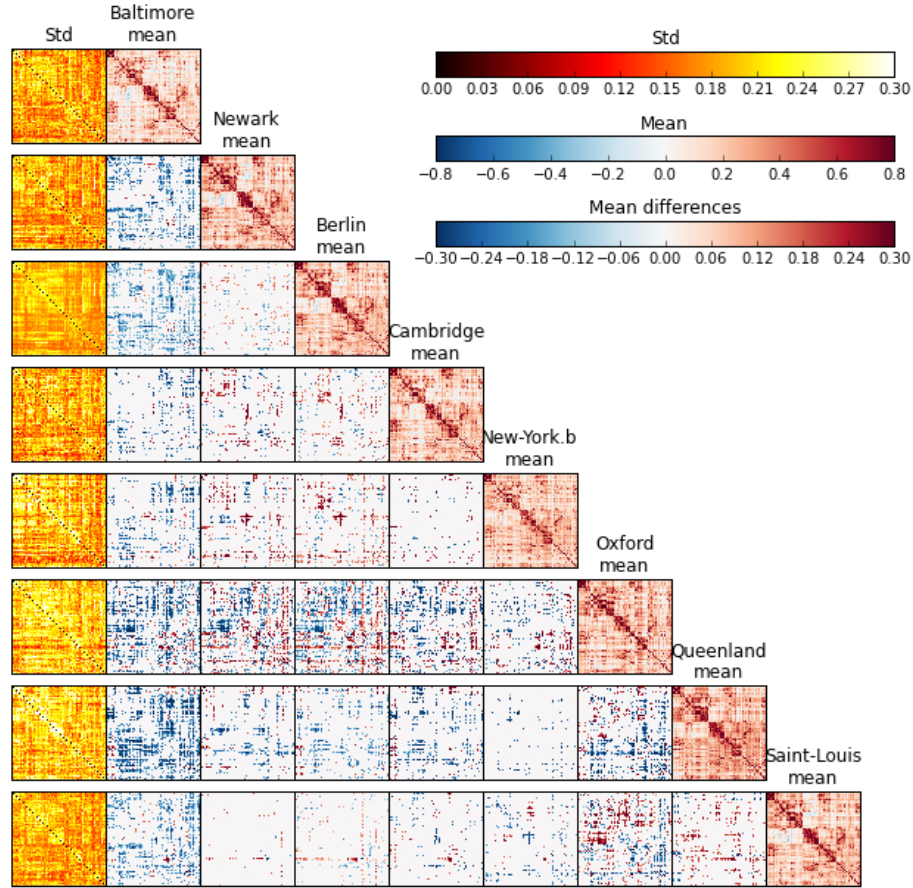 Std
Baltimore
mean
Std
0.00 0.03 0.06 0.09 0.12 0.15 0.18 0.21 0.24 0.27 0.30
Newark
mean
Mean
−0.8 −0.6 −0.4 −0.2 0.0 0.2 0.4 0.6 0.8
Mean differences
Berlin
mean
−0.30 −0.24 −0.18 −0.12 −0.06 0.00 0.06 0.12 0.18 0.24 0.30
Cambridge
mean
New-York.b
mean
Oxford
mean
Queenland
mean
Saint-Louis
mean